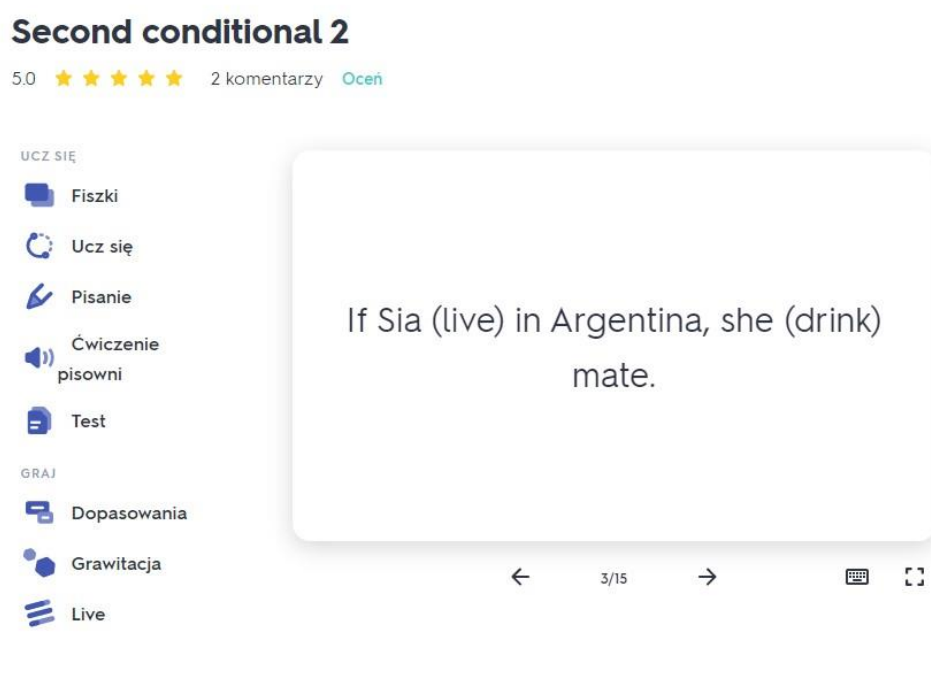 Second conditional 2
5.0 2 komentarzy Oceń
UCZ SIĘ
Fiszki
Ucz się
Pisanie
Ćwiczenie
pisowni
Test
GRAJ
Dopasowania
Grawitacja
Live
If Sia (live) in Argentina, she (drink)
mate.
3/15